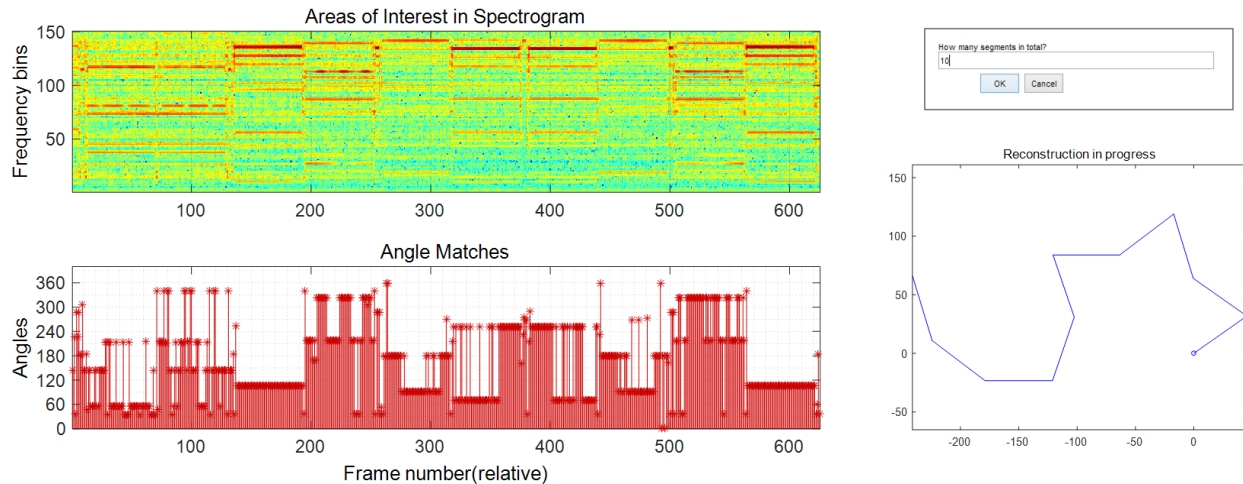 Areas of Interest in Spectrogram
Frequency bins
150
100
50
100 200 300 400 500 600
Angle Matches
Angles
360
300
240
180
120
60
0
100 200 300 400 500 600
Frame number(relative)
How many segments in total?
10
OK Cancel
Reconstruction in progress
150
100
50
0
-50
-200 -150 -100 -50 0